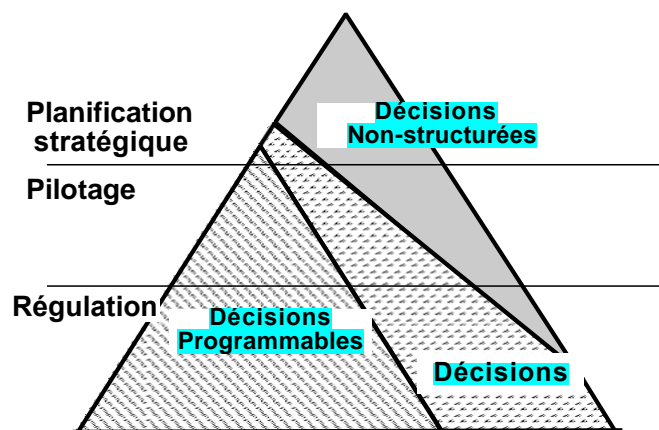 Planification
stratégique
Décisions
Non-structurées
Pilotage
Régulation
Décisions
Programmables
Décisions